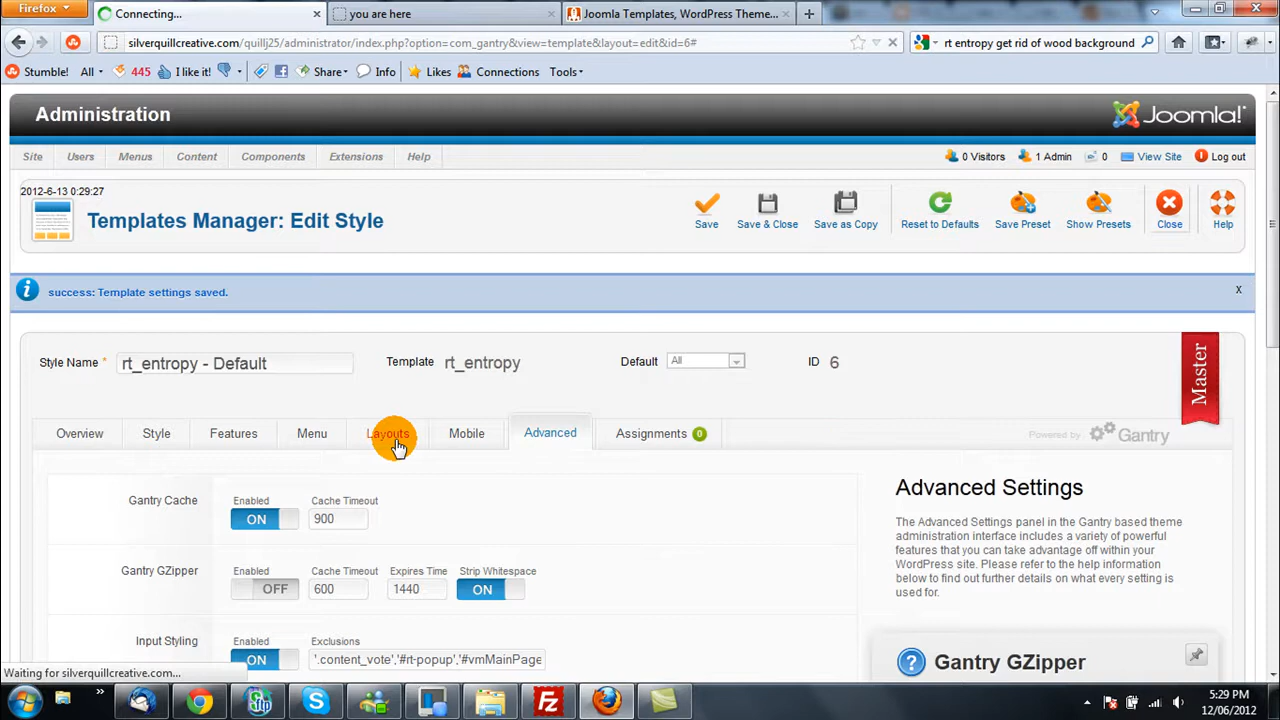 Firefox
Connecting...
you are here
Joomla Templates, WordPress Theme...
silverquillcreative.com/quillj25/administrator/index.php?option=com_gantry&view=template&layout=edit&id=6#
rt entropy get rid of wood background
Stumble! All 445 I like it! Share Info Likes Connections Tools
Administration
Joomla!
Site Users Menus Content Components Extensions Help
0 Visitors 1 Admin 0 View Site Log out
2012-6-13 0:29:27
Templates Manager: Edit Style
Save Save & Close Save as Copy Reset to Defaults Save Preset Show Presets Close Help
success: Template settings saved.
x
Style Name * rt_entropy - Default Template rt_entropy Default All ID 6
Master
Overview Style Features Menu Layouts Mobile Advanced Assignments 0
Powered by Gantry
Gantry Cache
Enabled Cache Timeout
ON 900
Gantry GZipper
Enabled Cache Timeout Expires Time Strip Whitespace
OFF 600 1440 ON
Input Styling
Enabled Exclusions
ON '.content_vote','#rt-popup','#vmMainPage
Advanced Settings
The Advanced Settings panel in the Gantry based theme
administration interface includes a variety of powerful
features that you can take advantage off within your
WordPress site. Please refer to the help information
below to find out further details on what every setting is
used for.
Gantry GZipper
Waiting for silverquillcreative.com...
5:29 PM
12/06/2012